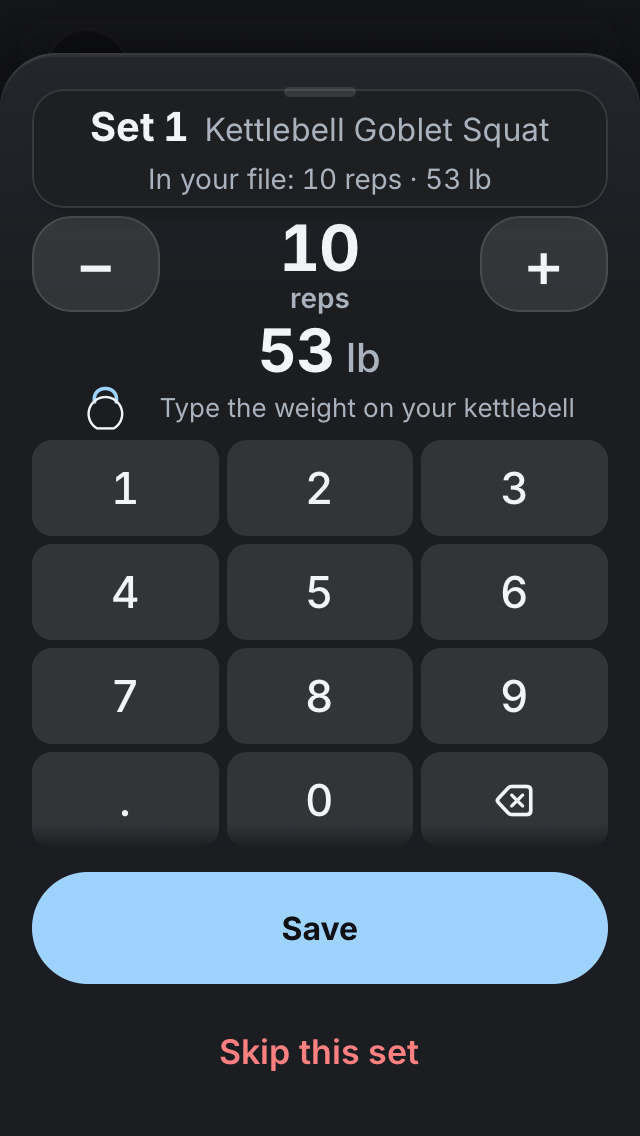 Set 1 Kettlebell Goblet Squat
In your file: 10 reps · 53 lb
− 10 +
reps
53 lb
Type the weight on your kettlebell
1 2 3
4 5 6
7 8 9
. 0
Save
Skip this set